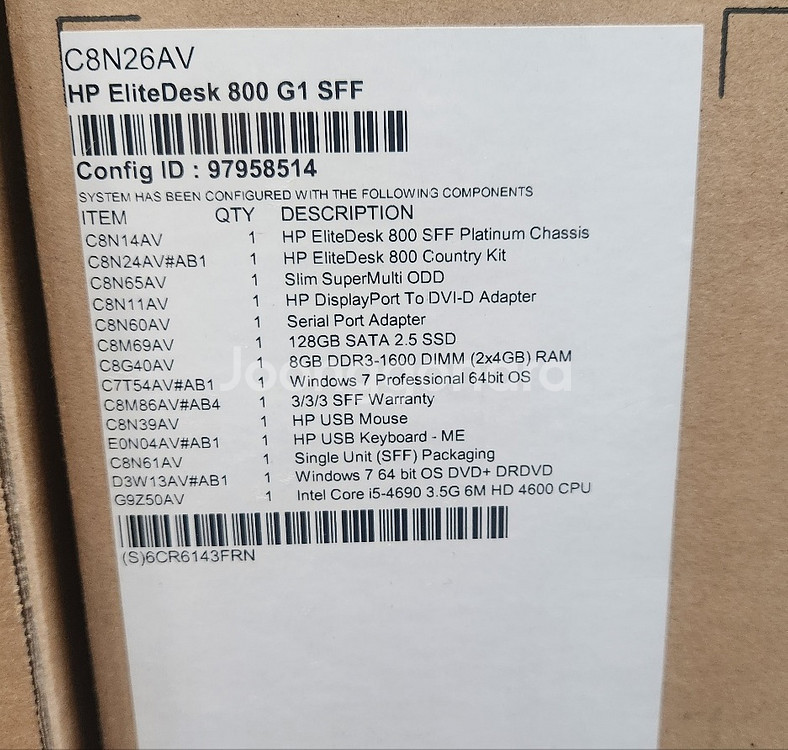 C8N26AV
HP EliteDesk 800 G1 SFF
Config ID : 97958514
SYSTEM HAS BEEN CONFIGURED WITH THE FOLLOWING COMPONENTS
ITEM QTY DESCRIPTION
C8N14AV 1 HP EliteDesk 800 SFF Platinum Chassis
C8N24AV#AB1 1 HP EliteDesk 800 Country Kit
C8N65AV 1 Slim SuperMulti ODD
C8N11AV 1 HP DisplayPort To DVI-D Adapter
C8N60AV 1 Serial Port Adapter
C8M69AV 1 128GB SATA 2.5 SSD
C8G40AV 1 8GB DDR3-1600 DIMM (2x4GB) RAM
C7T54AV#AB1 1 Windows 7 Professional 64bit OS
C8M86AV#AB4 1 3/3/3 SFF Warranty
C8N39AV 1 HP USB Mouse
E0N04AV#AB1 1 HP USB Keyboard - ME
C8N61AV 1 Single Unit (SFF) Packaging
D3W13AV#AB1 1 Windows 7 64 bit OS DVD+ DRDVD
G9Z50AV 1 Intel Core i5-4690 3.5G 6M HD 4600 CPU
(S)6CR6143FRN